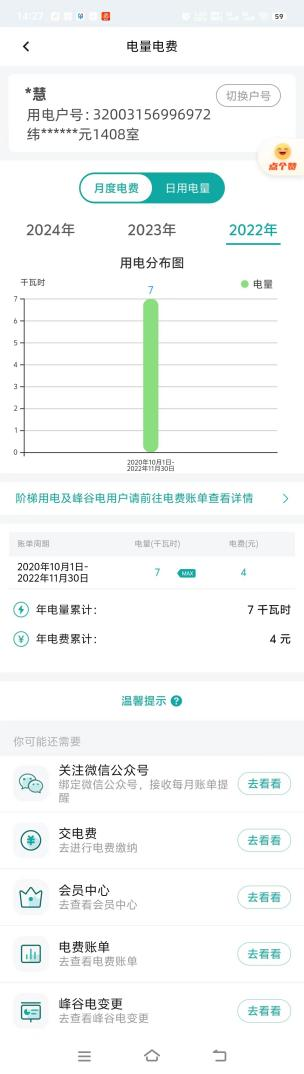 14:27
59
电量电费
*慧
切换户号
用电户号: 32003156996972
纬******元1408室
点个赞
月度电费
日用电量
2024年
2023年
2022年
用电分布图
千瓦时
电量
7
7
6
5
4
3
2
1
0
2020年10月1日-
2022年11月30日
阶梯用电及峰谷电用户请前往电费账单查看详情
账单周期
电量(千瓦时)
电费(元)
2020年10月1日-
2022年11月30日
7
MAX
4
年电量累计:
7 千瓦时
年电费累计:
4 元
温馨提示
你可能还需要
关注微信公众号
绑定微信公众号，接收每月账单提
醒
去看看
交电费
去进行电费缴纳
去看看
会员中心
去查看会员中心
去看看
电费账单
去查看电费账单
去看看
峰谷电变更
去查看峰谷电变更
去看看